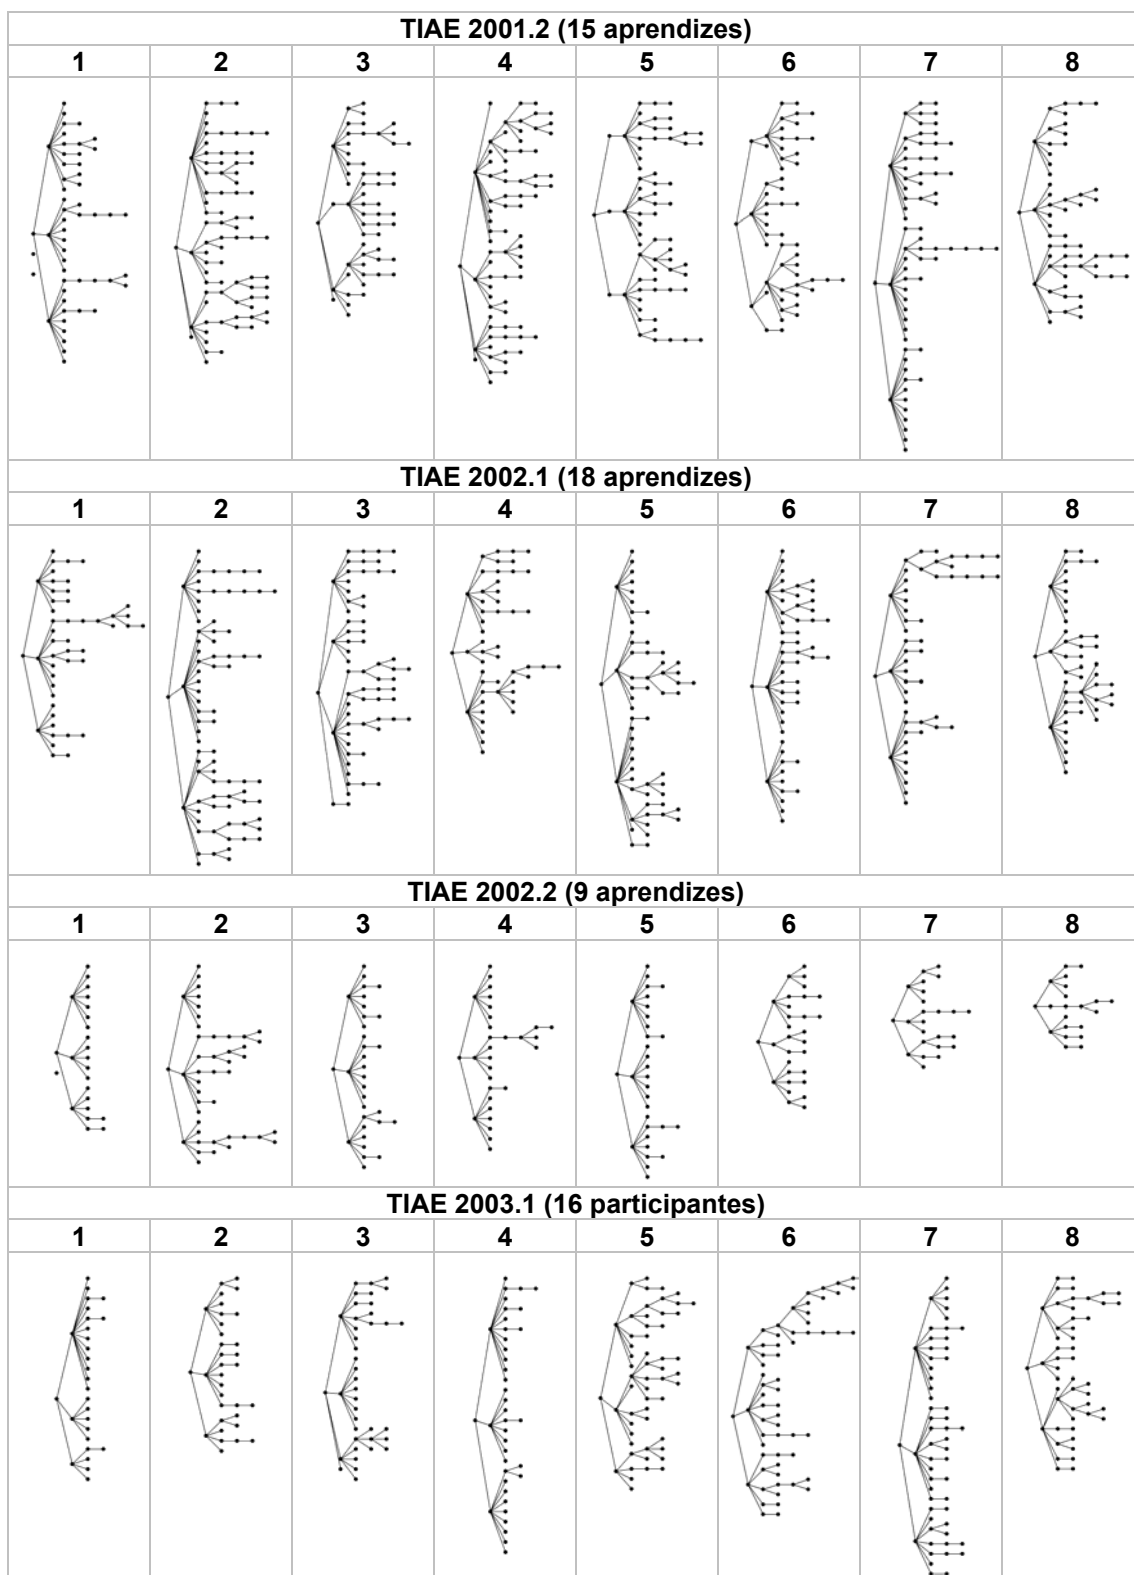 TIAE 2001.2 (15 aprendizes)
1 2 3 4 5 6 7 8
TIAE 2002.1 (18 aprendizes)
1 2 3 4 5 6 7 8
TIAE 2002.2 (9 aprendizes)
1 2 3 4 5 6 7 8
TIAE 2003.1 (16 participantes)
1 2 3 4 5 6 7 8